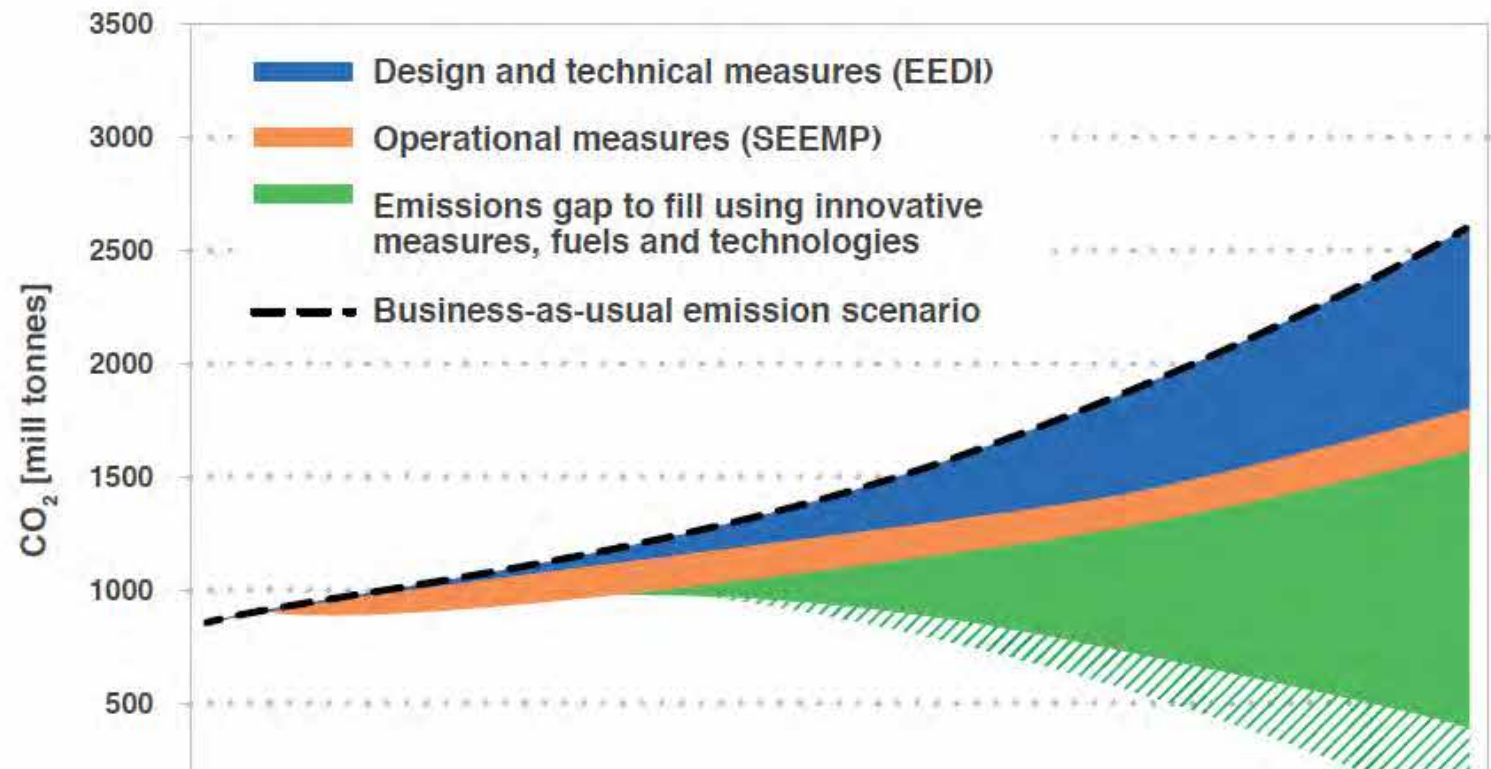 3500
Design and technical measures (EEDI)
3000
Operational measures (SEEMP)
Emissions gap to fill using innovative
measures, fuels and technologies
2500
Business-as-usual emission scenario
2000
CO₂ [mill tonnes]
1500
1000
500